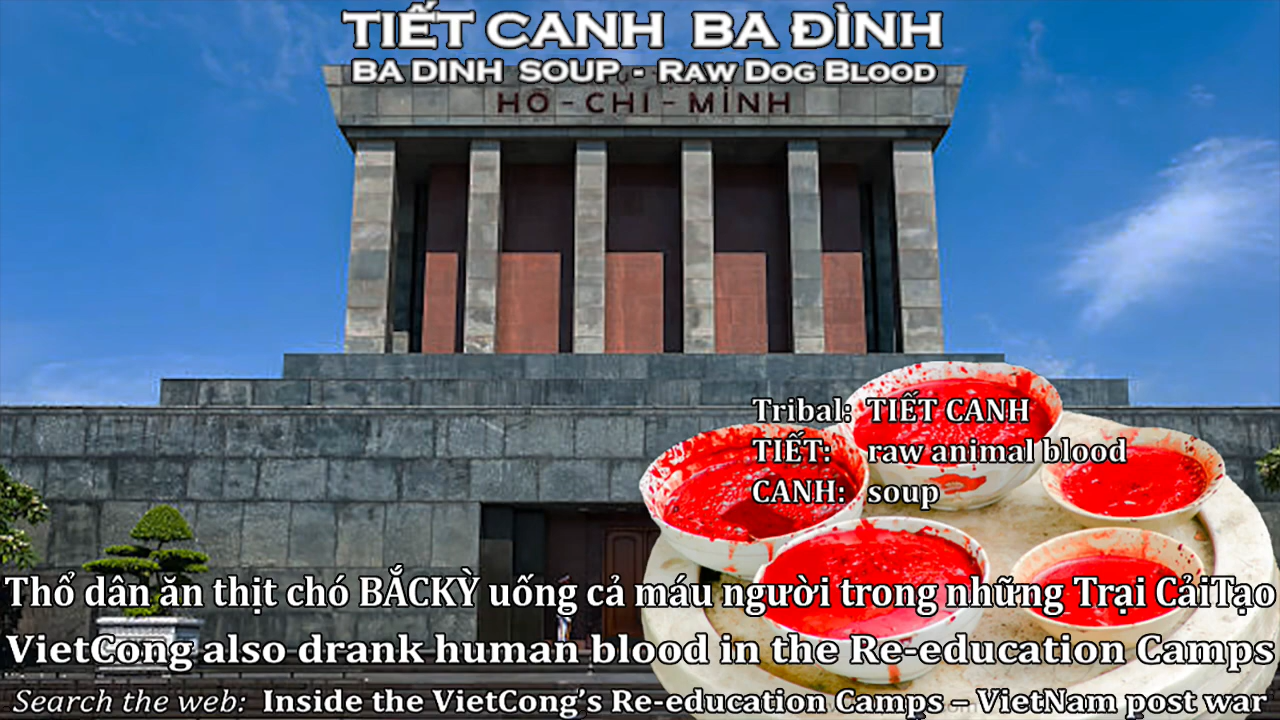 TIẾT CANH BA ĐÌNH
BA DINH SOUP - RAW DOG BLOOD
HỒ - CHÍ - MINH
Tribal: TIẾT CANH
TIẾT: raw animal blood
CANH: soup
Thổ dân ăn thịt chó BẮCKỲ uống cả máu người trong những Trại CảiTạo
VietCong also drank human blood in the Re-education Camps
Search the web: Inside the VietCong’s Re-education Camps – VietNam post war